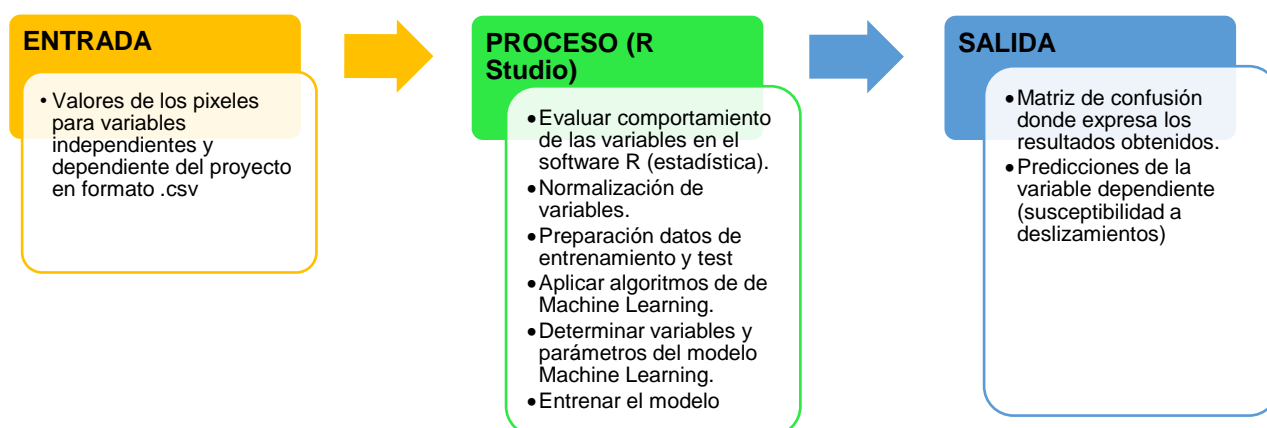 ENTRADA
• Valores de los pixeles
para variables
independientes y
dependiente del proyecto
en formato .csv
PROCESO (R
Studio)
•Evaluar comportamiento
de las variables en el
software R (estadística).
•Normalización de
variables.
•Preparación datos de
entrenamiento y test
•Aplicar algoritmos de de
Machine Learning.
•Determinar variables y
parámetros del modelo
Machine Learning.
•Entrenar el modelo
SALIDA
•Matriz de confusión
donde expresa los
resultados obtenidos.
•Predicciones de la
variable dependiente
(susceptibilidad a
deslizamientos)